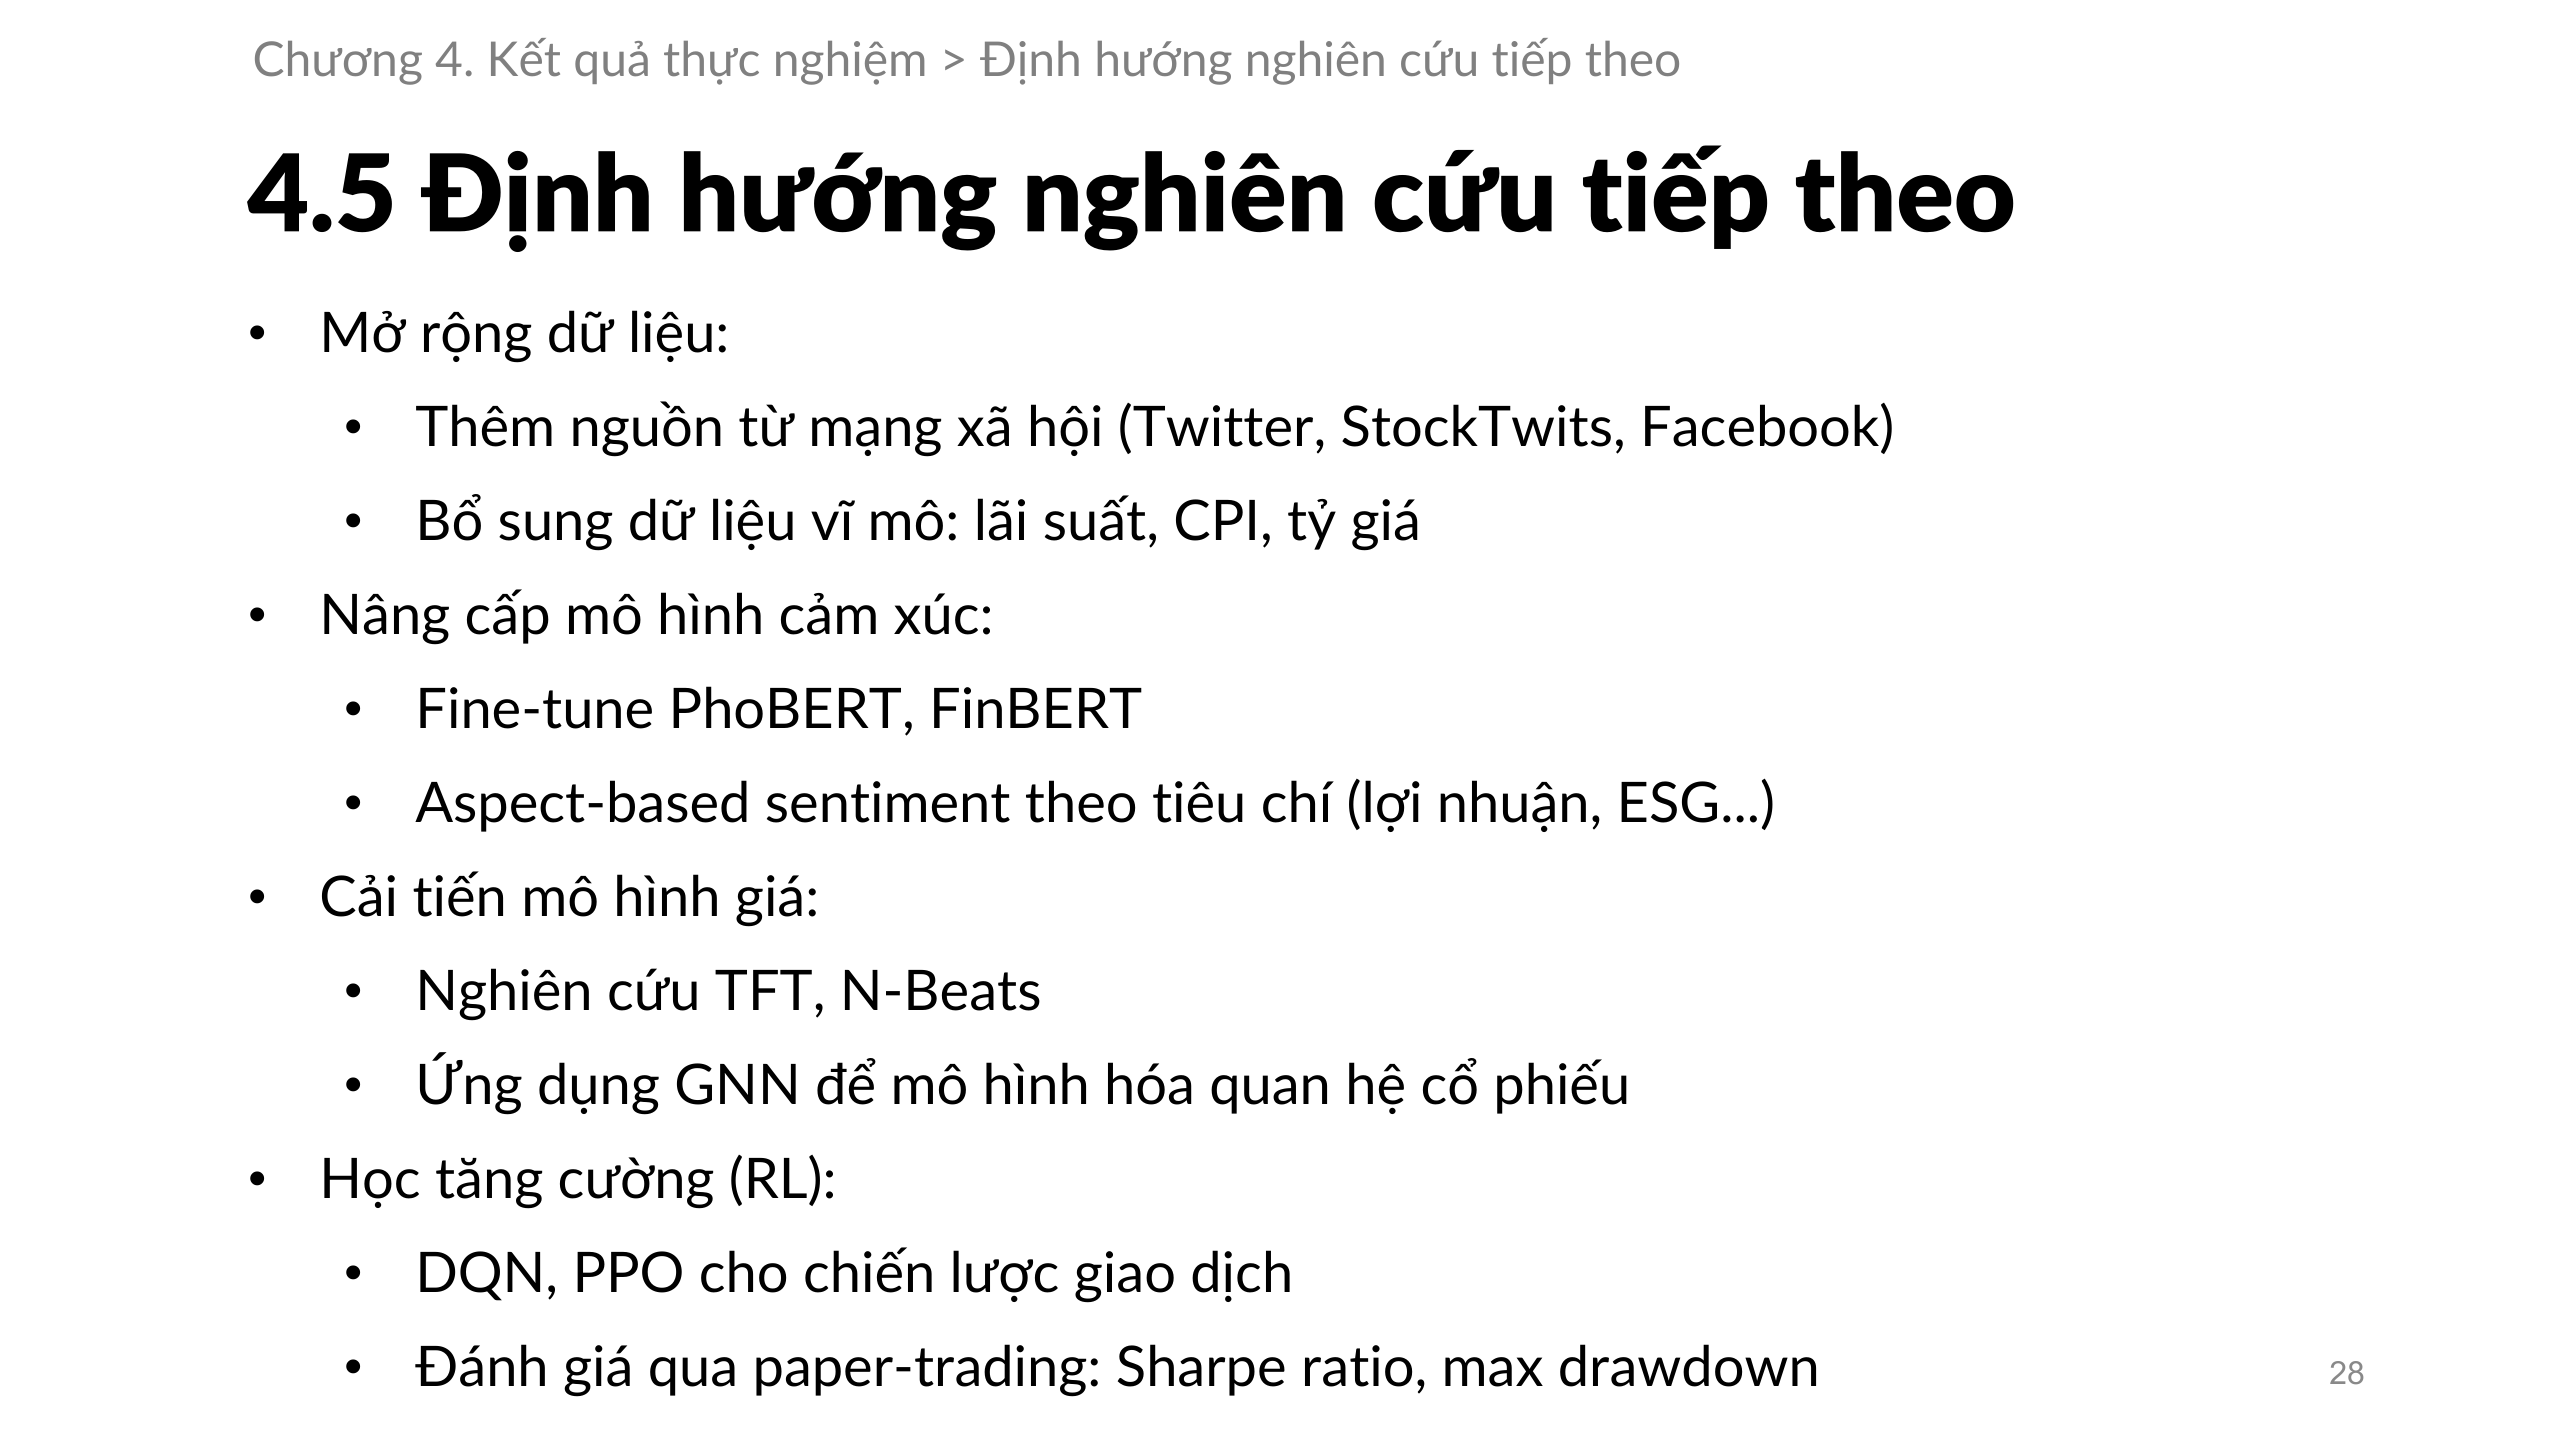 Chương 4. Kết quả thực nghiệm > Định hướng nghiên cứu tiếp theo
4.5 Định hướng nghiên cứu tiếp theo
• Mở rộng dữ liệu:
• Thêm nguồn từ mạng xã hội (Twitter, StockTwits, Facebook)
• Bổ sung dữ liệu vĩ mô: lãi suất, CPI, tỷ giá
• Nâng cấp mô hình cảm xúc:
• Fine-tune PhoBERT, FinBERT
• Aspect-based sentiment theo tiêu chí (lợi nhuận, ESG...)
• Cải tiến mô hình giá:
• Nghiên cứu TFT, N-Beats
• Ứng dụng GNN để mô hình hóa quan hệ cổ phiếu
• Học tăng cường (RL):
• DQN, PPO cho chiến lược giao dịch
• Đánh giá qua paper-trading: Sharpe ratio, max drawdown
28